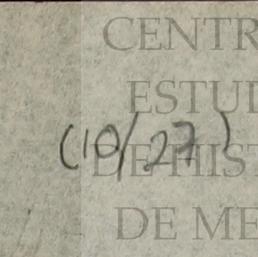 CENTR
ESTUD
(10/27)
DE HIST
DE ME